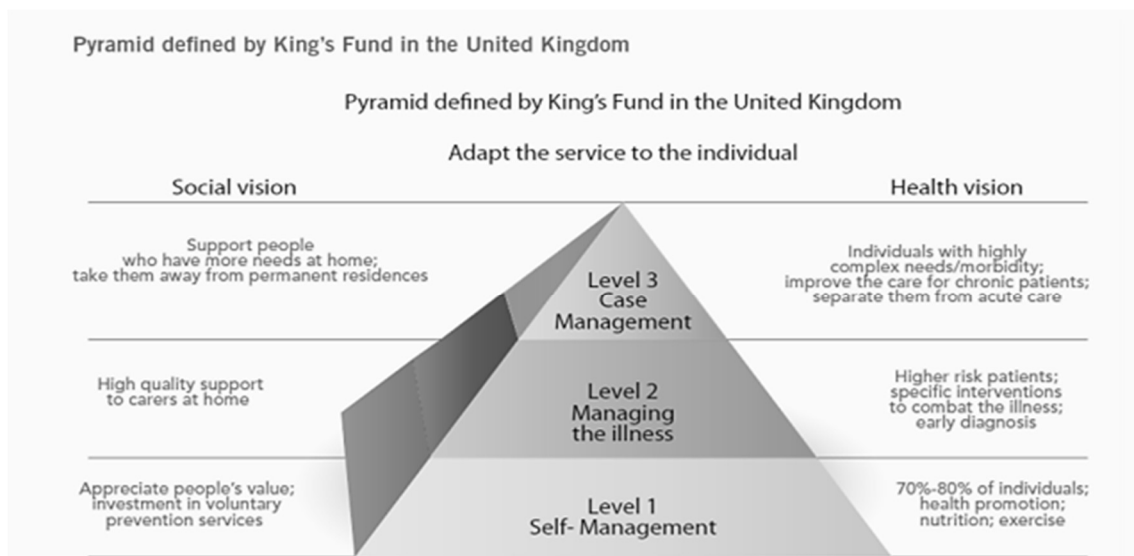 Pyramid defined by King's Fund in the United Kingdom
Pyramid defined by King's Fund in the United Kingdom
Adapt the service to the individual
Social vision
Health vision
Support people
who have more needs at home;
take them away from permanent residences
Level 3
Case
Management
Individuals with highly
complex needs/morbidity;
improve the care for chronic patients;
separate them from acute care
High quality support
to carers at home
Level 2
Managing
the illness
Higher risk patients;
specific interventions
to combat the illness;
early diagnosis
Appreciate people's value;
investment in voluntary
prevention services
Level 1
Self- Management
70%-80% of individuals;
health promotion;
nutrition; exercise